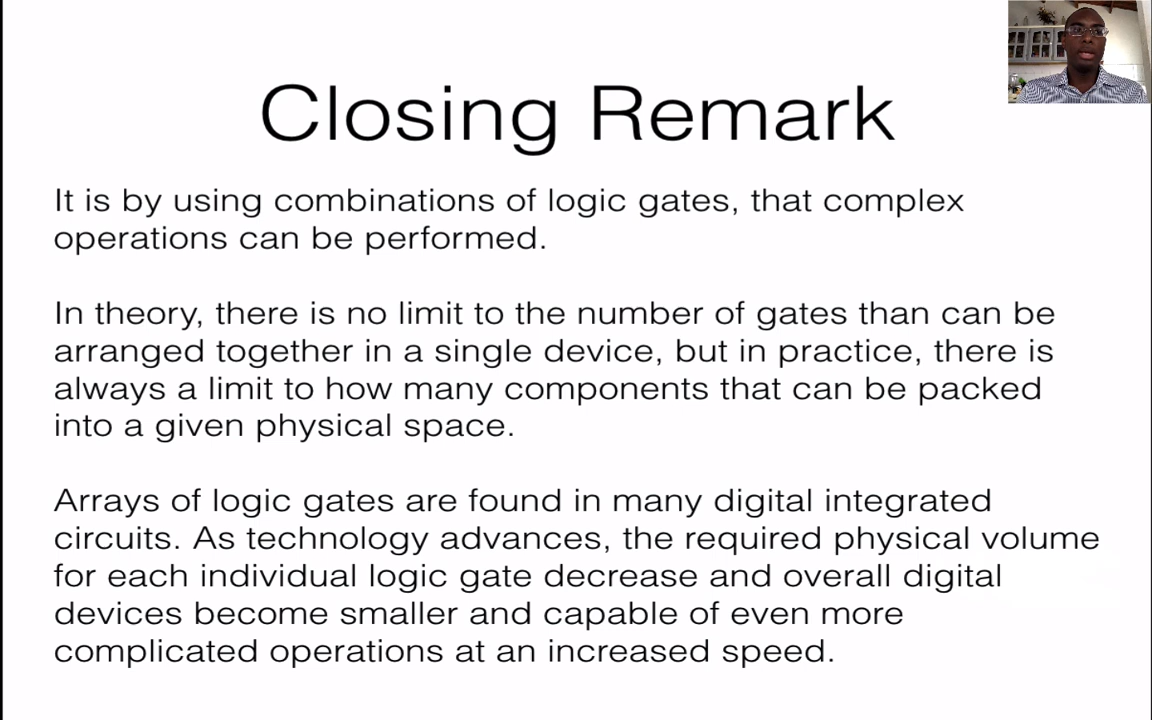 Closing Remark
It is by using combinations of logic gates, that complex
operations can be performed.
In theory, there is no limit to the number of gates than can be
arranged together in a single device, but in practice, there is
always a limit to how many components that can be packed
into a given physical space.
Arrays of logic gates are found in many digital integrated
circuits. As technology advances, the required physical volume
for each individual logic gate decrease and overall digital
devices become smaller and capable of even more
complicated operations at an increased speed.